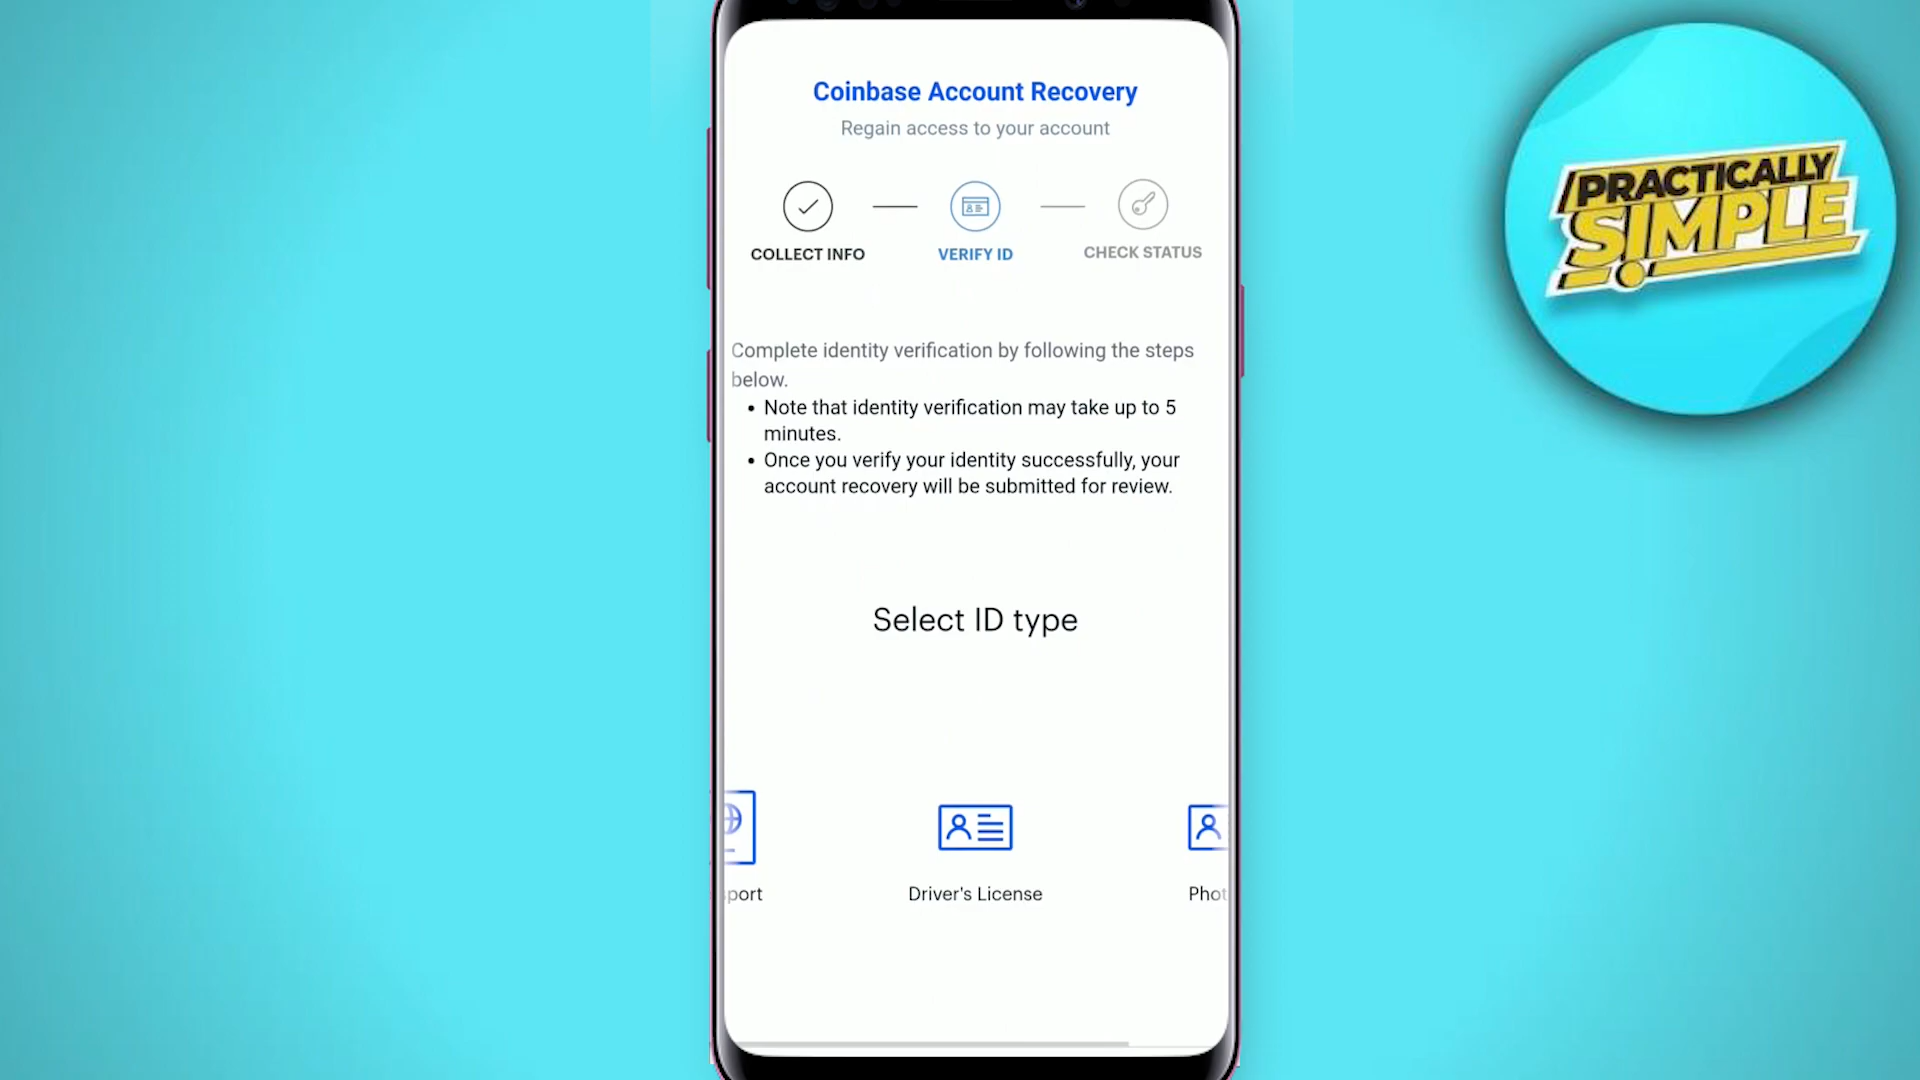 Coinbase Account Recovery
Regain access to your account
COLLECT INFO
VERIFY ID
CHECK STATUS
Complete identity verification by following the steps
below.
• Note that identity verification may take up to 5
minutes.
• Once you verify your identity successfully, your
account recovery will be submitted for review.
Select ID type
port
Driver's License
Phot
PRACTICALLY
SIMPLE